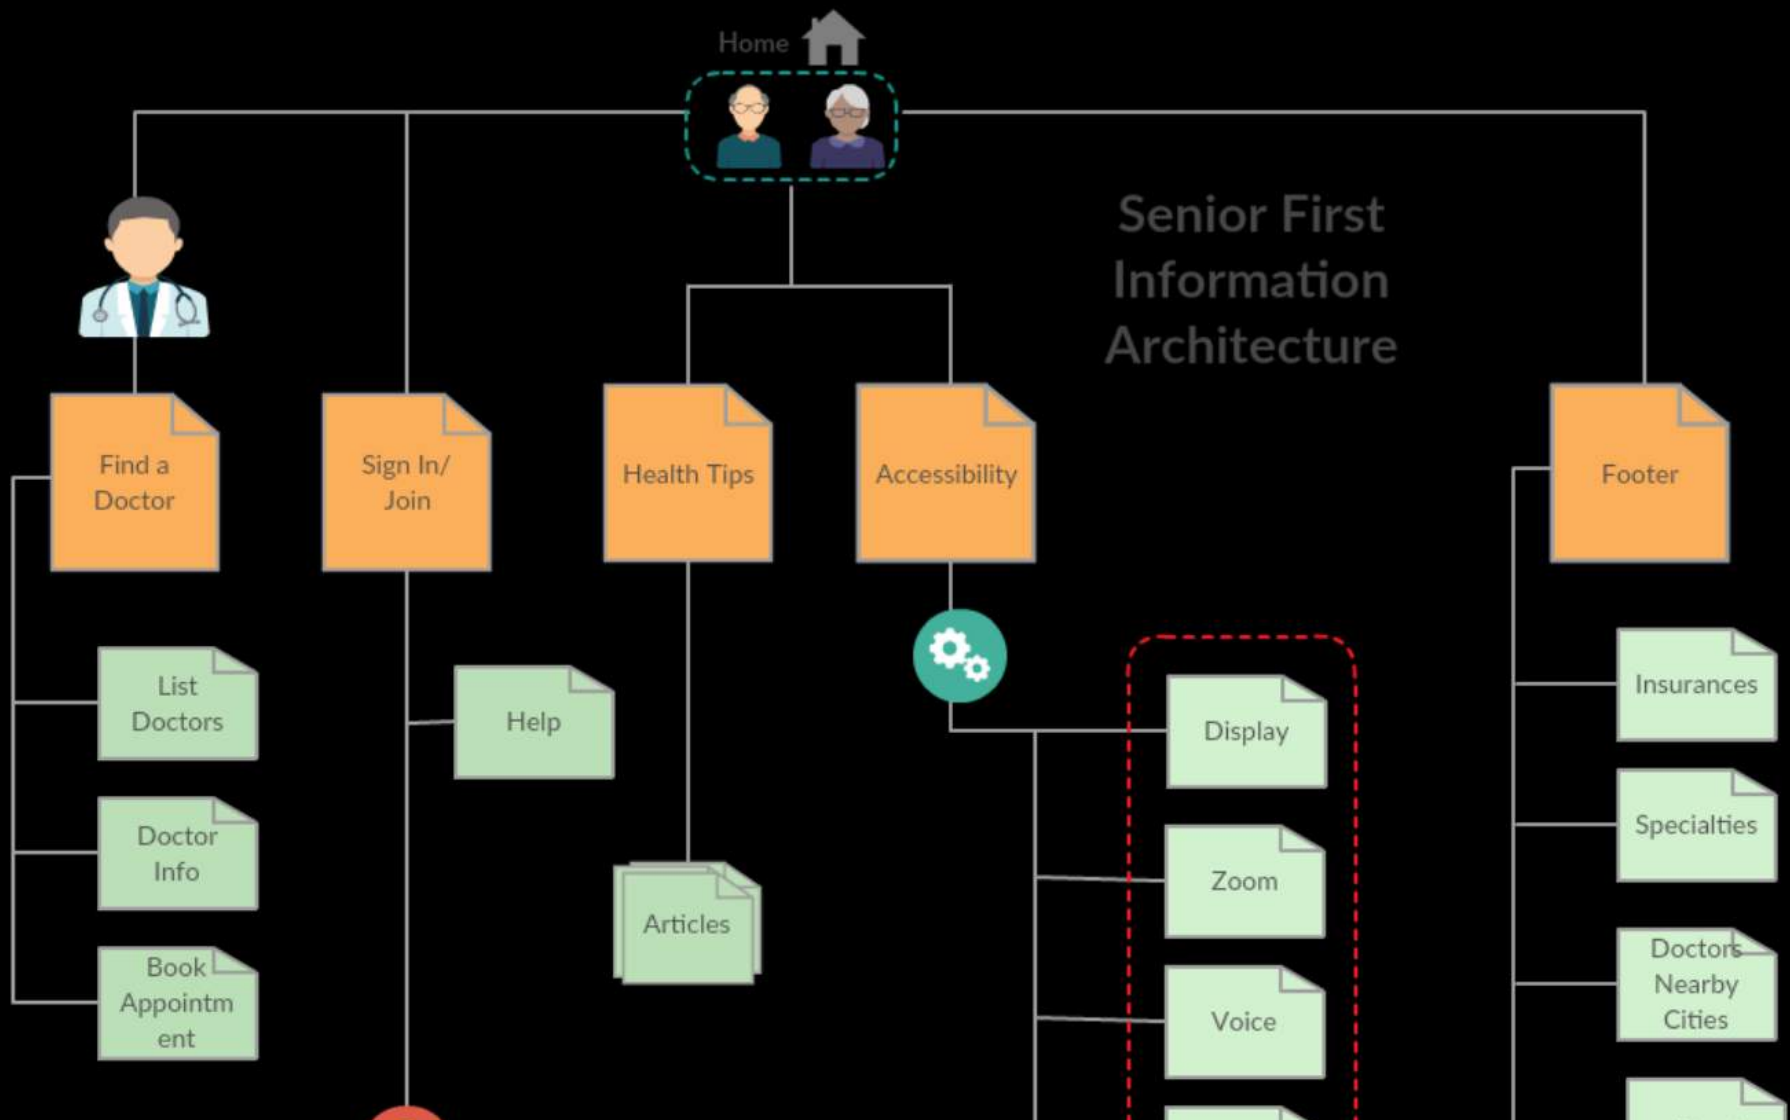 Home
Senior First
Information
Architecture
Find a
Doctor
Sign In/
Join
Health Tips
Accessibility
Footer
List
Doctors
Doctor
Info
Book
Appointm
ent
Help
Articles
Display
Zoom
Voice
Insurances
Specialties
Doctors
Nearby
Cities